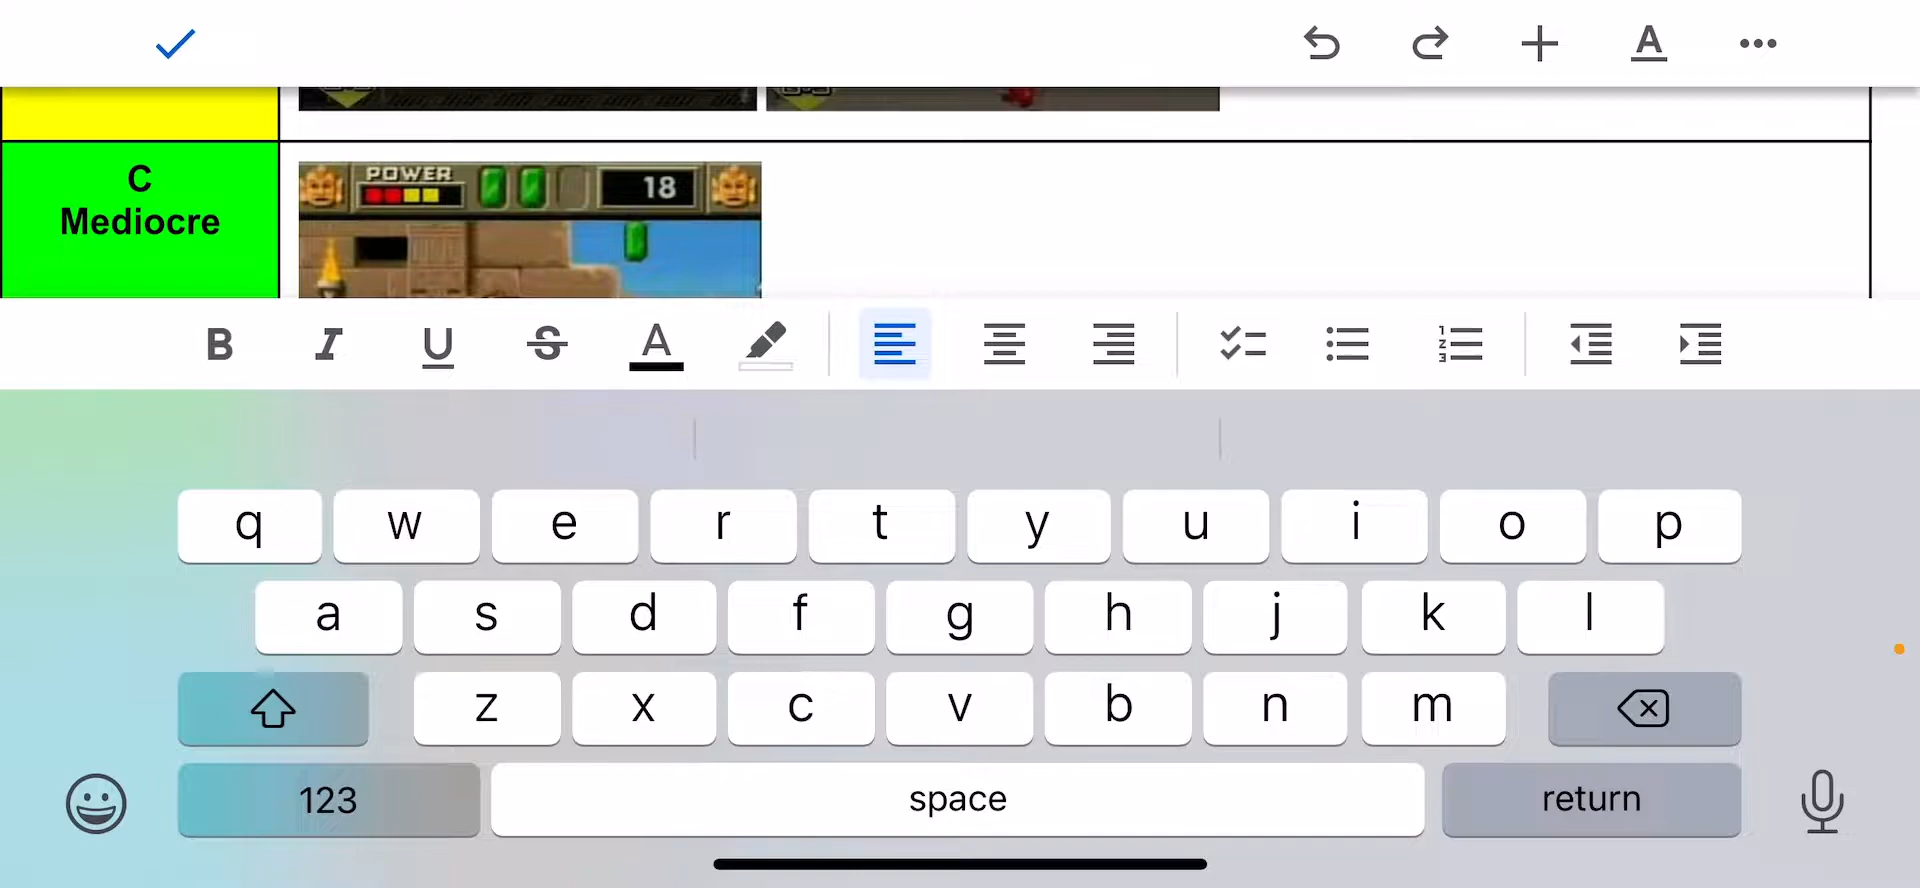 C
Mediocre
POWER
18
B I U S A
q w e r t y u i o p
a s d f g h j k l
z x c v b n m
123 space return